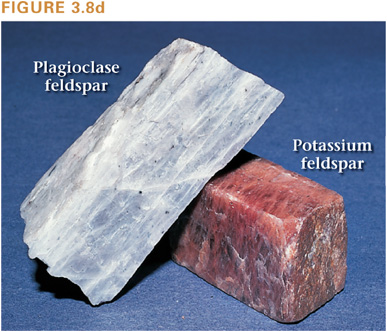 FIGURE 3.8d
Plagioclase
feldspar
Potassium
feldspar